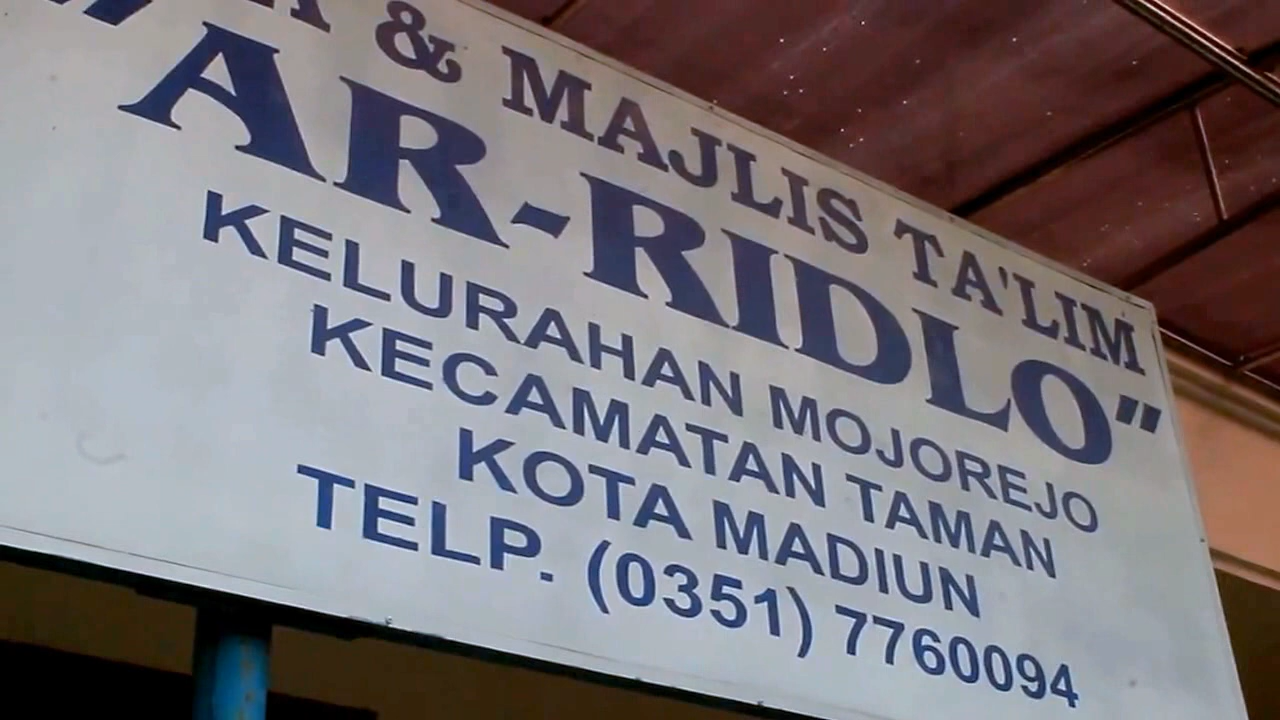 & MAJLIS TA'LIM
"AR-RIDLO"
KELURAHAN MOJOREJO
KECAMATAN TAMAN
KOTA MADIUN
TELP. (0351) 7760094